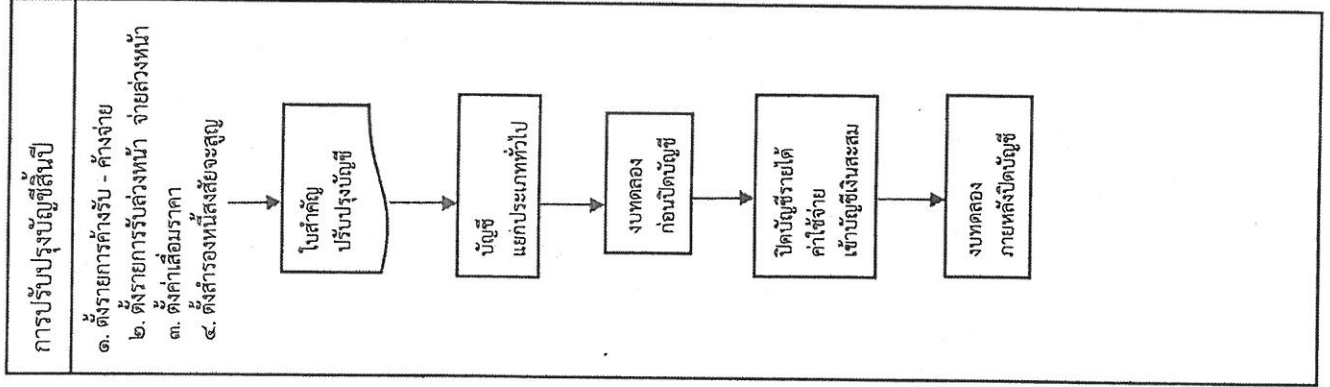 การปรับปรุงบัญชีสิ้นปี
๑. ตั้งรายการค้างรับ - ค้างจ่าย
๒. ตั้งรายการรับล่วงหน้า จ่ายล่วงหน้า
๓. ตั้งค่าเสื่อมราคา
๔. ตั้งสำรองหนี้สงสัยจะสูญ
ใบสำคัญ
ปรับปรุงบัญชี
บัญชี
แยกประเภททั่วไป
งบทดลอง
ก่อนปิดบัญชี
ปิดบัญชีรายได้
ค่าใช้จ่าย
เข้าบัญชีเงินสะสม
งบทดลอง
ภายหลังปิดบัญชี